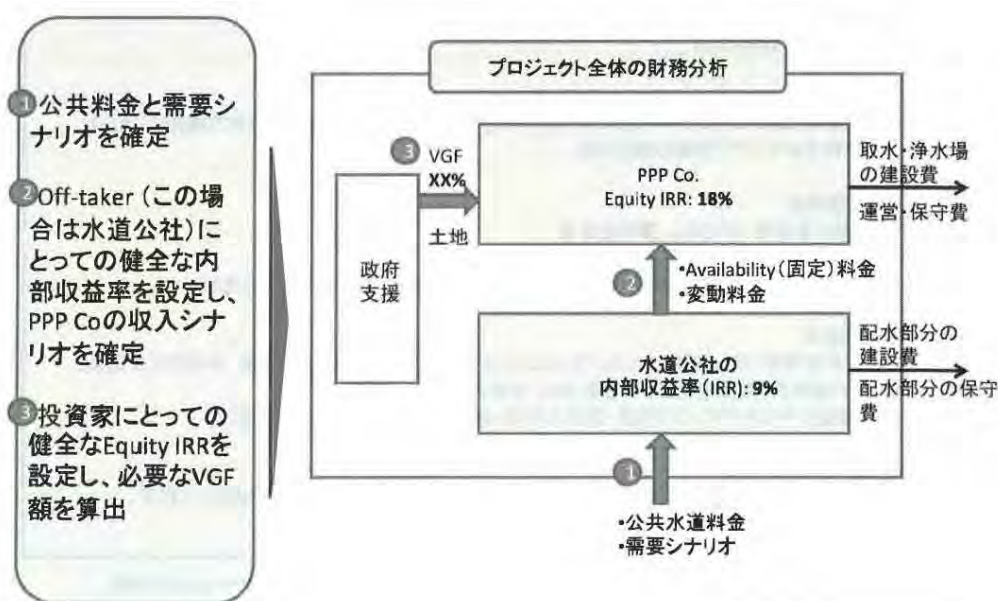 ①公共料金と需要シ
ナリオを確定
②Off-taker（この場
合は水道公社）に
とっての健全な内
部収益率を設定し、
PPP Coの収入シナ
リオを確定
③投資家にとっての
健全なEquity IRRを
設定し、必要なVGF
額を算出
プロジェクト全体の財務分析
③ VGF
XX%
土地
政府
支援
PPP Co.
Equity IRR: 18%
取水・浄水場
の建設費
運営・保守費
②
・Availability（固定）料金
・変動料金
水道公社の
内部収益率（IRR）: 9%
配水部分の
建設費
配水部分の保守
費
①
・公共水道料金
・需要シナリオ